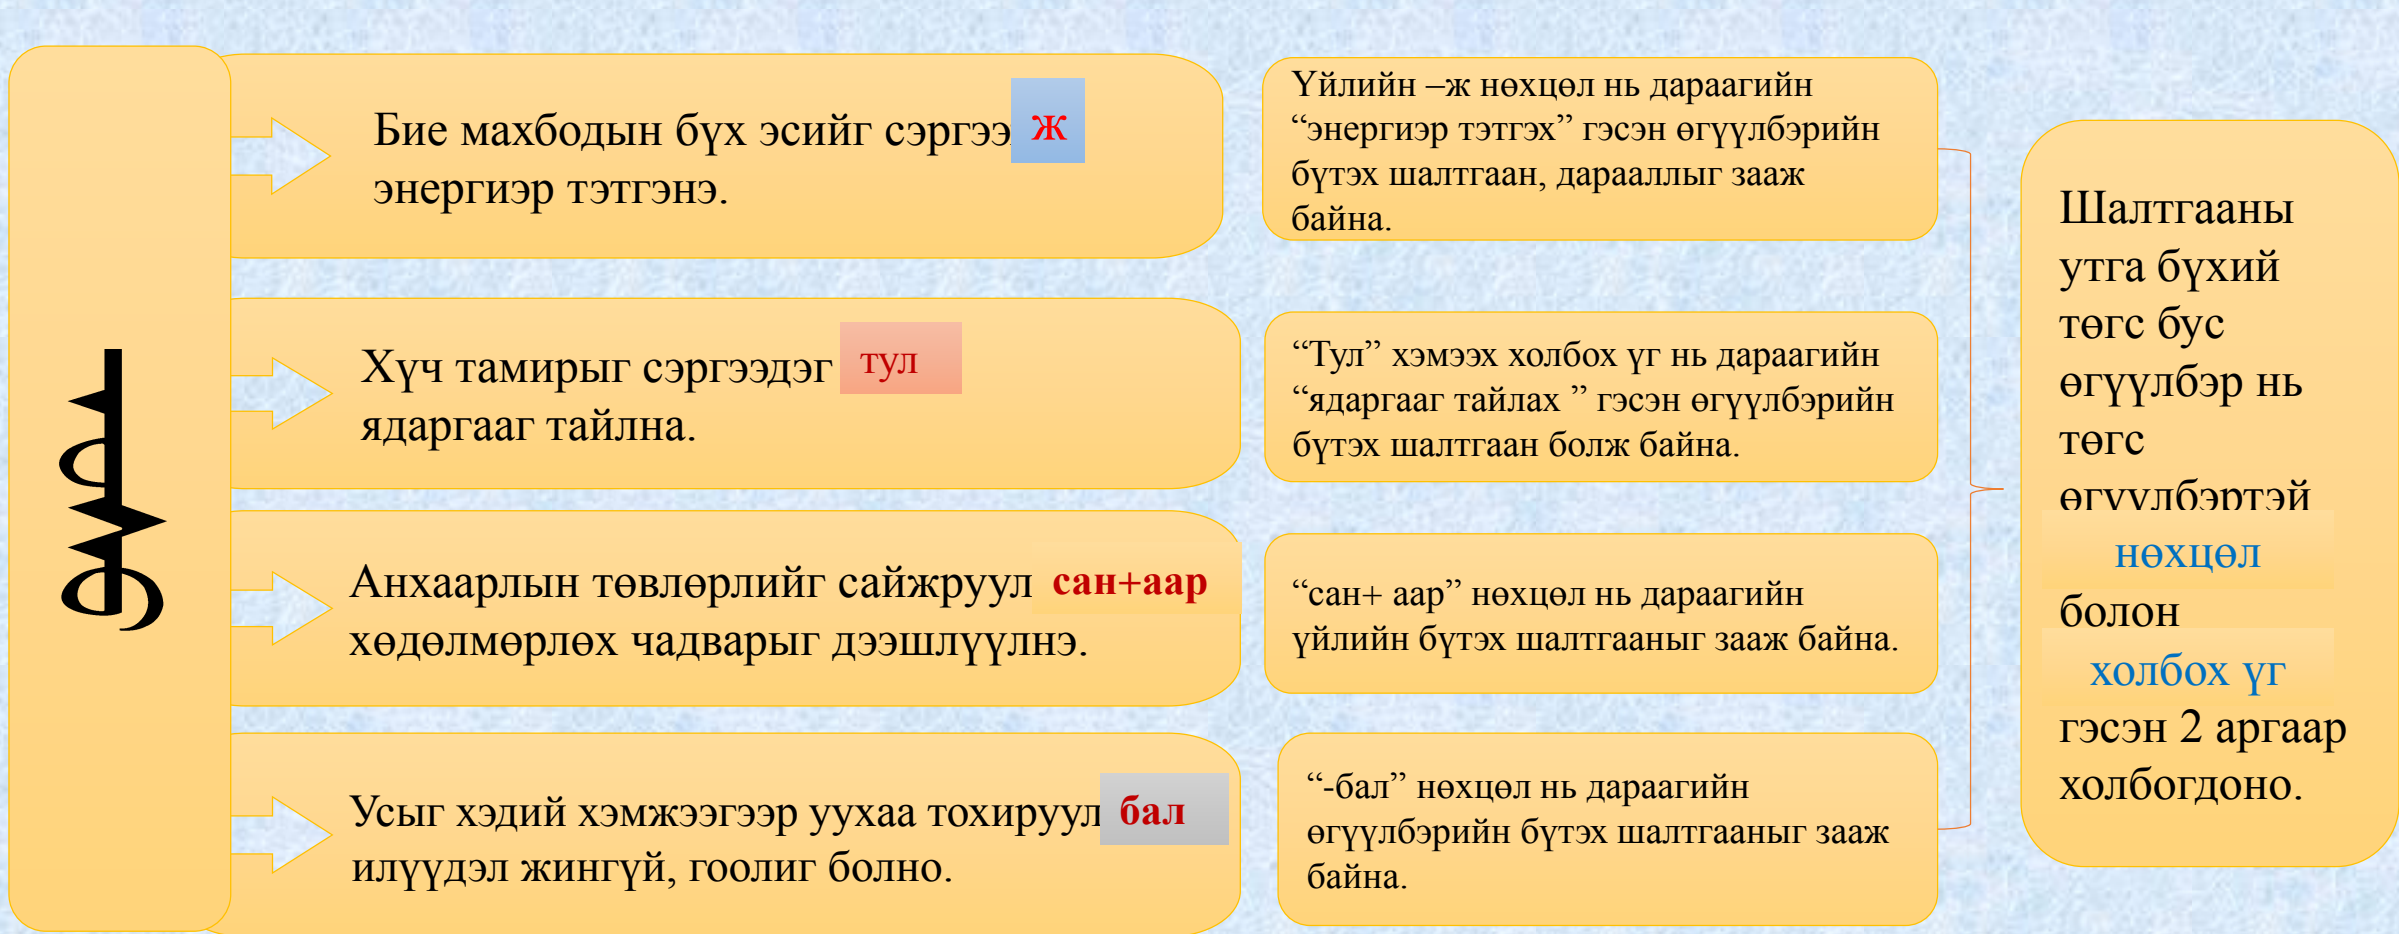 ᠤᠰᠤ
Бие махбодын бүх эсийг сэргээж
энергиэр тэтгэнэ.
Үйлийн –ж нөхцөл нь дараагийн
“энергиэр тэтгэх” гэсэн өгүүлбэрийн
бүтэх шалтгаан, дарааллыг зааж
байна.
Хүч тамирыг сэргээдэг тул
ядаргааг тайлна.
“Тул” хэмээх холбох үг нь дараагийн
“ядаргааг тайлах ” гэсэн өгүүлбэрийн
бүтэх шалтгаан болж байна.
Анхаарлын төвлөрлийг сайжруул сан+аар
хөдөлмөрлөх чадварыг дээшлүүлнэ.
“сан+ аар” нөхцөл нь дараагийн
үйлийн бүтэх шалтгааныг зааж байна.
Усыг хэдий хэмжээгээр уухаа тохируул бал
илүүдэл жингүй, гоолиг болно.
“-бал” нөхцөл нь дараагийн
өгүүлбэрийн бүтэх шалтгааныг зааж
байна.
Шалтгааны
утга бүхий
төгс бус
өгүүлбэр нь
төгс
өгүүлбэртэй
нөхцөл
болон
холбох үг
гэсэн 2 аргаар
холбогдоно.